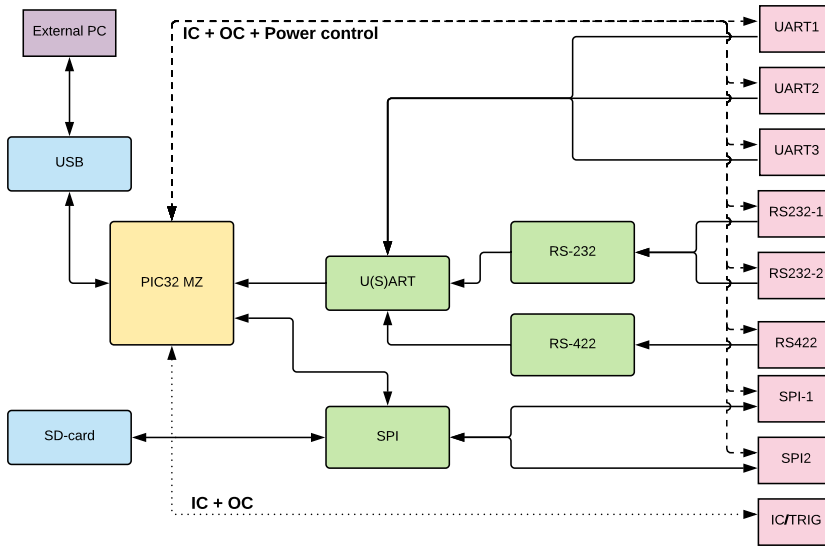 UART1
External PC
IC + OC + Power control
UART2
UART3
USB
RS232-1
RS-232
RS232-2
PIC32 MZ
U(S)ART
RS-422
RS422
SPI-1
SD-card
SPI
SPI2
IC + OC
IC/TRIG